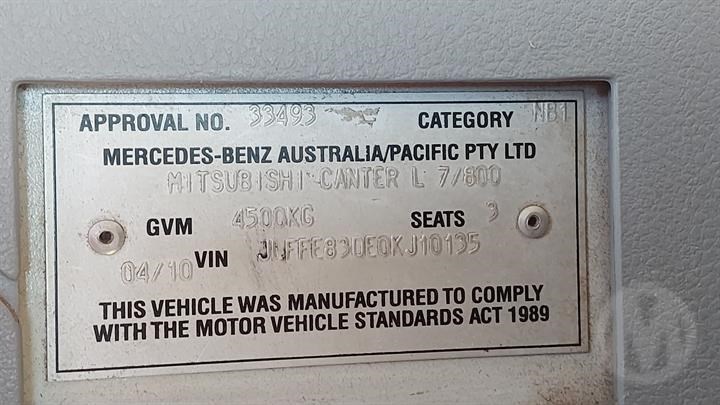 APPROVAL NO. 33493 CATEGORY NB1
MERCEDES-BENZ AUSTRALIA/PACIFIC PTY LTD
MITSUBISHI CANTER L 7/800
GVM 4500KG SEATS 3
04/10 VIN JLFFE83DE0KJ10135
THIS VEHICLE WAS MANUFACTURED TO COMPLY
WITH THE MOTOR VEHICLE STANDARDS ACT 1989